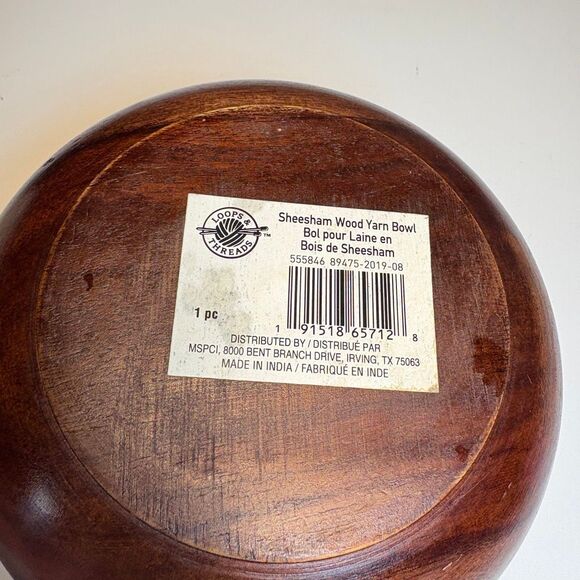 LOOPS & THREADS™
Sheesham Wood Yarn Bowl
Bol pour Laine en
Bois de Sheesham
555846 89475-2019-08
1 pc
1 91518 65712 8
DISTRIBUTED BY / DISTRIBUÉ PAR
MSPCI, 8000 BENT BRANCH DRIVE, IRVING, TX 75063
MADE IN INDIA / FABRIQUÉ EN INDE